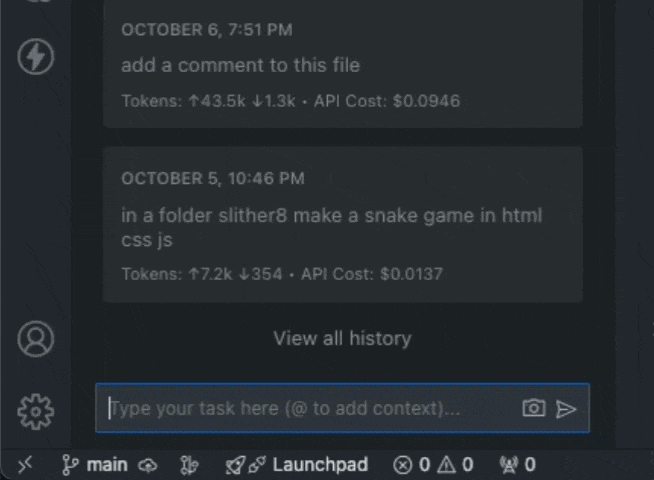 OCTOBER 6, 7:51 PM
add a comment to this file
Tokens: ↑43.5k ↓1.3k • API Cost: $0.0946
OCTOBER 5, 10:46 PM
in a folder slither8 make a snake game in html
css js
Tokens: ↑7.2k ↓354 • API Cost: $0.0137
View all history
Type your task here (@ to add context)...
main Launchpad 0 0 0